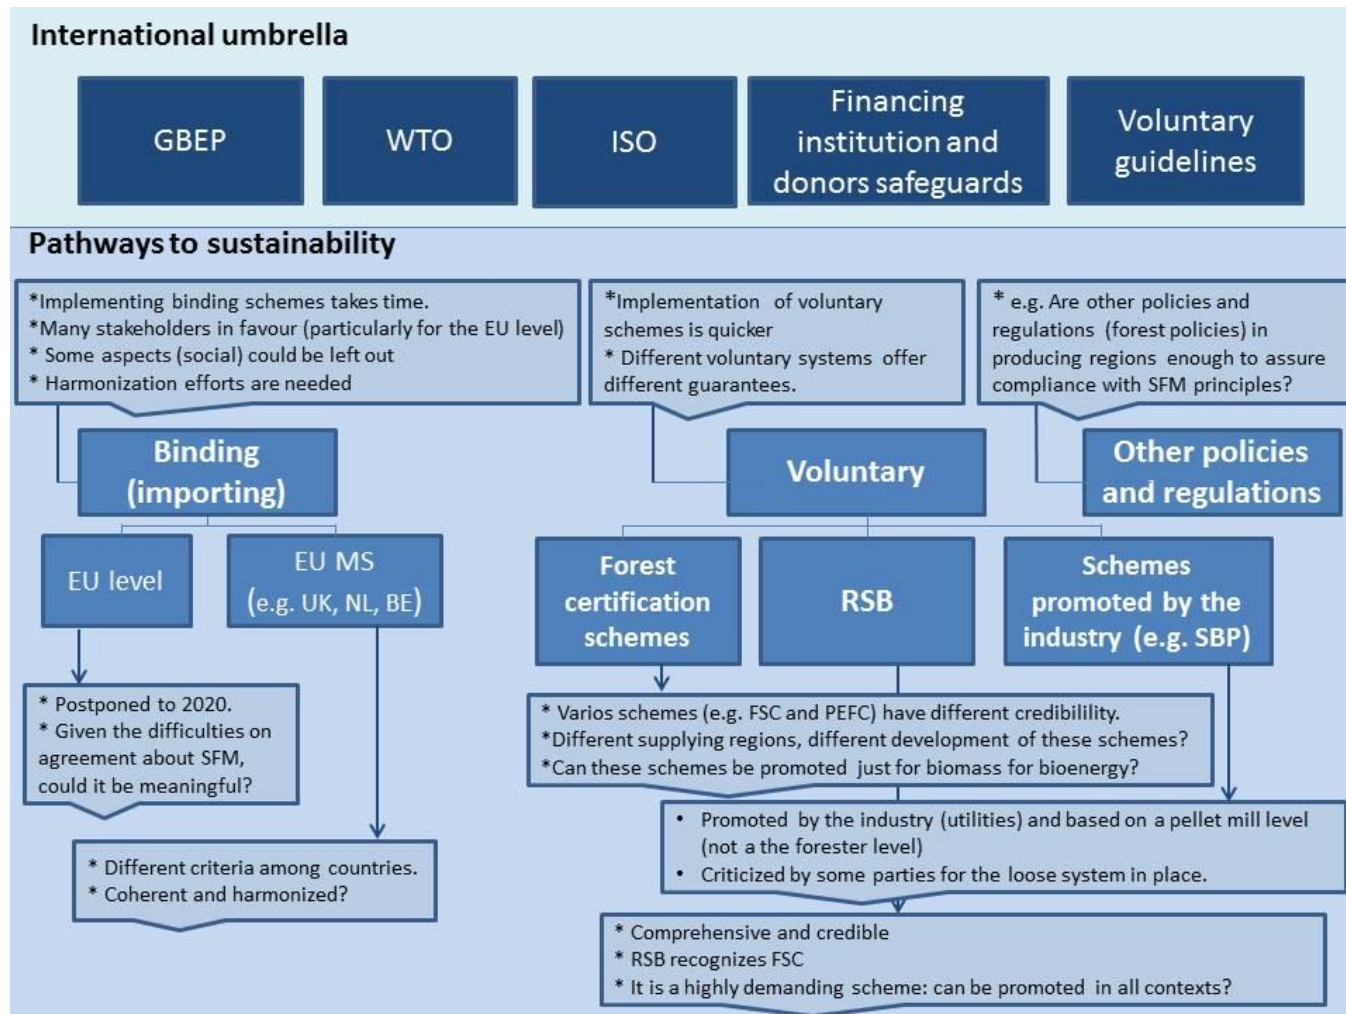 International umbrella
GBEP
WTO
ISO
Financing
institution and
donors safeguards
Voluntary
guidelines
Pathways to sustainability
*Implementing binding schemes takes time.
*Many stakeholders in favour (particularly for the EU level)
* Some aspects (social) could be left out
* Harmonization efforts are needed
*Implementation of voluntary
schemes is quicker
* Different voluntary systems offer
different guarantees.
* e.g. Are other policies and
regulations (forest policies) in
producing regions enough to assure
compliance with SFM principles?
Binding
(importing)
Voluntary
Other policies
and regulations
EU level
EU MS
(e.g. UK, NL, BE)
Forest
certification
schemes
RSB
Schemes
promoted by the
industry (e.g. SBP)
* Postponed to 2020.
* Given the difficulties on
agreement about SFM,
could it be meaningful?
* Varios schemes (e.g. FSC and PEFC) have different credibilility.
*Different supplying regions, different development of these schemes?
*Can these schemes be promoted just for biomass for bioenergy?
• Promoted by the industry (utilities) and based on a pellet mill level
(not a the forester level)
• Criticized by some parties for the loose system in place.
* Different criteria among countries.
* Coherent and harmonized?
* Comprehensive and credible
* RSB recognizes FSC
* It is a highly demanding scheme: can be promoted in all contexts?